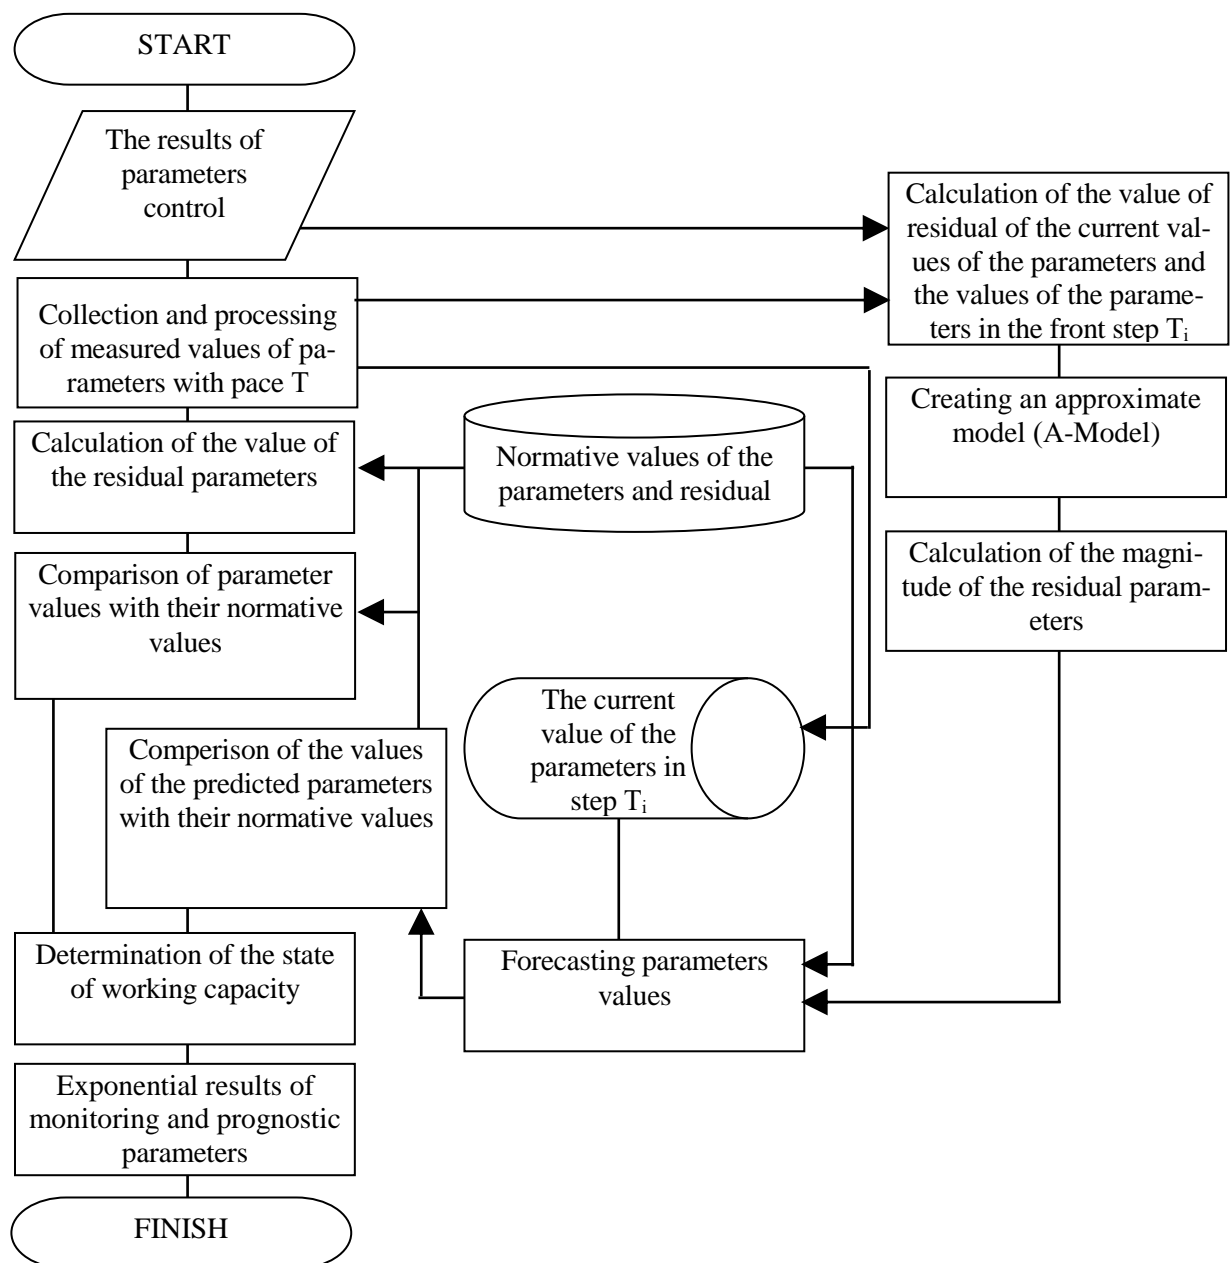 START
The results of
parameters
control
Calculation of the value of
residual of the current val-
ues of the parameters and
the values of the parame-
ters in the front step Ti
Collection and processing
of measured values of pa-
rameters with pace T
Creating an approximate
model (A-Model)
Calculation of the value of
the residual parameters
Normative values of the
parameters and residual
Calculation of the magni-
tude of the residual param-
eters
Comparison of parameter
values with their normative
values
The current
value of the
parameters in
step Ti
Comperison of the values
of the predicted parameters
with their normative values
Determination of the state
of working capacity
Forecasting parameters
values
Exponential results of
monitoring and prognostic
parameters
FINISH